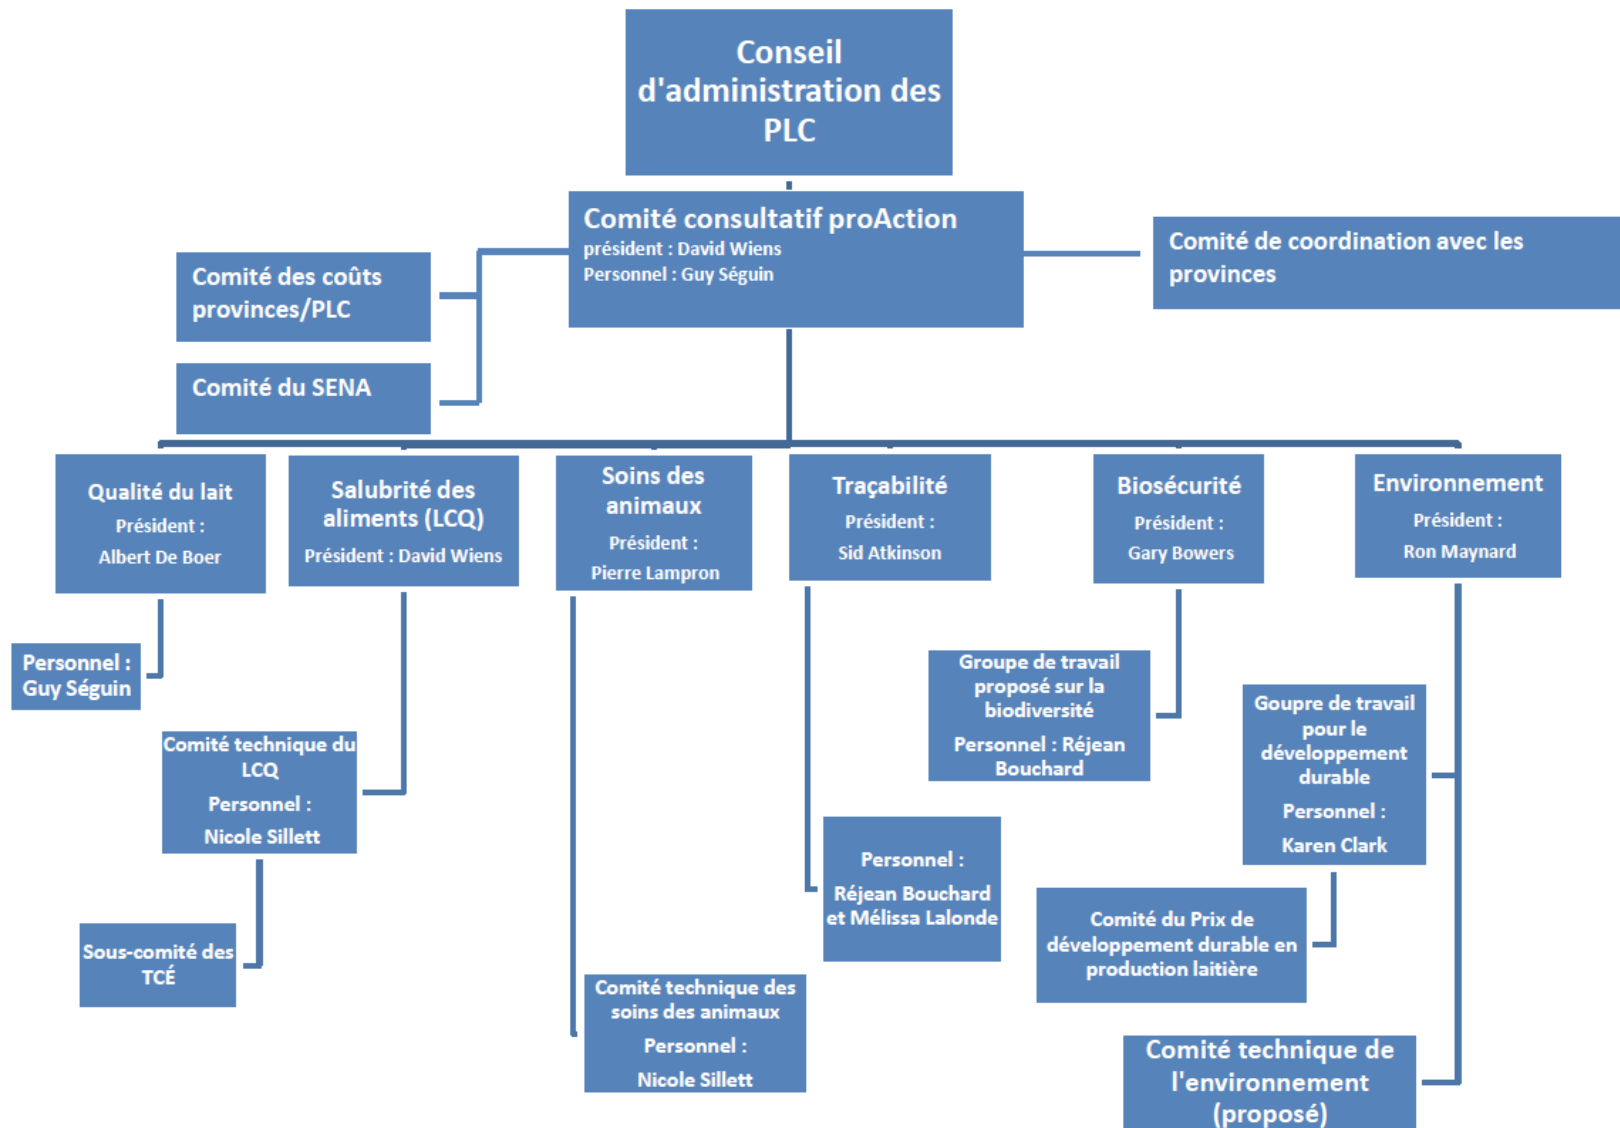 Conseil
d'administration des
PLC
Comité consultatif proAction
président : David Wiens
Personnel : Guy Séguin
Comité de coordination avec les
provinces
Comité des coûts
provinces/PLC
Comité du SENA
Qualité du lait
Président :
Albert De Boer
Salubrité des
aliments (LCQ)
Président : David Wiens
Soins des
animaux
Président :
Pierre Lampron
Traçabilité
Président :
Sid Atkinson
Biosécurité
Président :
Gary Bowers
Environnement
Président :
Ron Maynard
Personnel :
Guy Séguin
Comité technique du
LCQ
Personnel :
Nicole Sillett
Sous-comité des
TCÉ
Comité technique des
soins des animaux
Personnel :
Nicole Sillett
Personnel :
Réjean Bouchard
et Mélissa Lalonde
Groupe de travail
proposé sur la
biodiversité
Personnel : Réjean
Bouchard
Goupre de travail
pour le
développement
durable
Personnel :
Karen Clark
Comité du Prix de
développement durable en
production laitière
Comité technique de
l'environnement
(proposé)